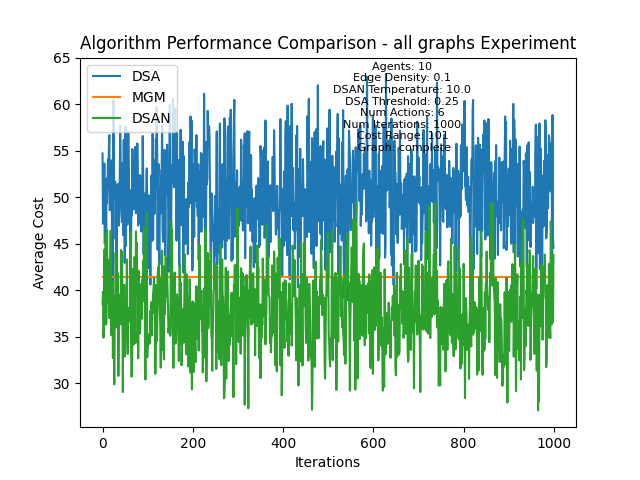 Algorithm Performance Comparison - all graphs Experiment
65
60
55
50
45
40
35
30
Average Cost
DSA
MGM
DSAN
Agents: 10
Edge Density: 0.1
DSAN Temperature: 10.0
DSA Threshold: 0.25
Num Actions: 6
Num Iterations: 1000
Cost Range: 101
Graph: complete
0 200 400 600 800 1000
Iterations